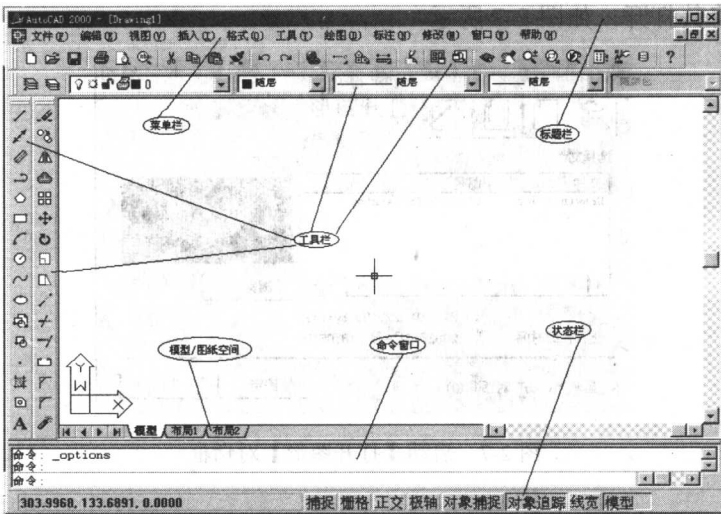 AutoCAD 2000 - [Drawing1]
文件(F) 编辑(E) 视图(V) 插入(I) 格式(O) 工具(T) 绘图(D) 标注(N) 修改(M) 窗口(W) 帮助(H)
0 随层 随层 随层 随颜色
菜单栏
标题栏
工具栏
模型/图纸空间
命令窗口
状态栏
Y
W
X
A
模型 布局1 布局2
命令: _options
命令:
命令:
303.9960, 133.6891, 0.0000 捕捉 栅格 正交 极轴 对象捕捉 对象追踪 线宽 模型